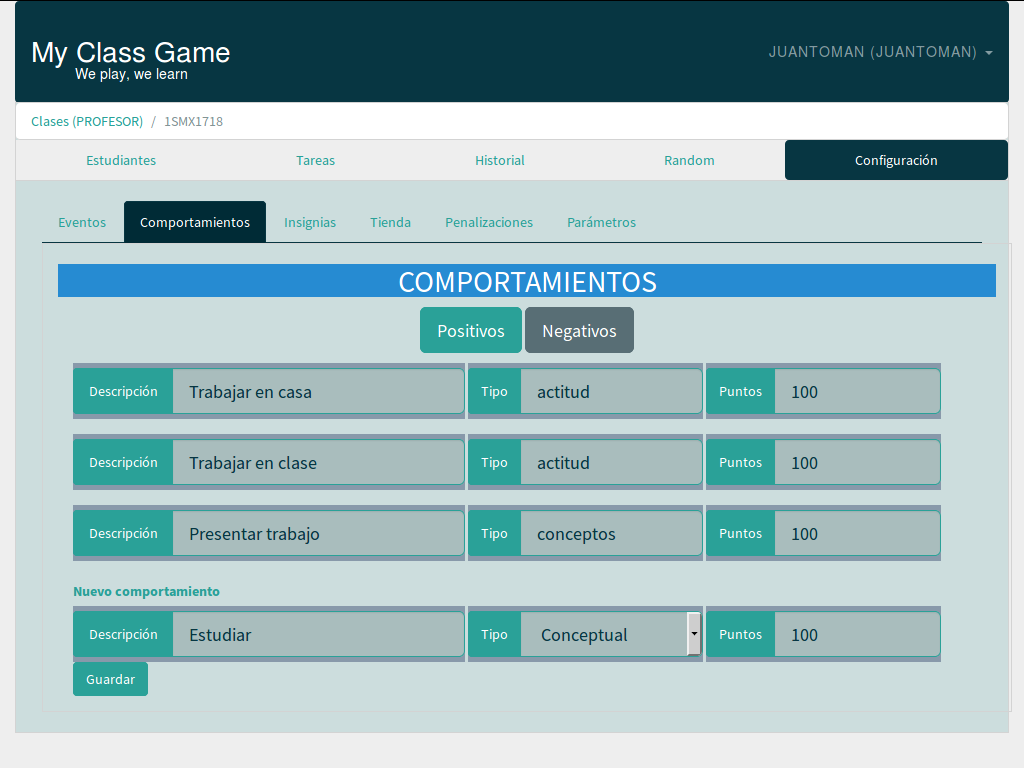 My Class Game
We play, we learn
JUANTOMAN (JUANTOMAN)
Clases (PROFESOR) / 1SMX1718
Estudiantes Tareas Historial Random Configuración
Eventos Comportamientos Insignias Tienda Penalizaciones Parámetros
COMPORTAMIENTOS
Positivos Negativos
Descripción Trabajar en casa Tipo actitud Puntos 100
Descripción Trabajar en clase Tipo actitud Puntos 100
Descripción Presentar trabajo Tipo conceptos Puntos 100
Nuevo comportamiento
Descripción Estudiar Tipo Conceptual Puntos 100
Guardar